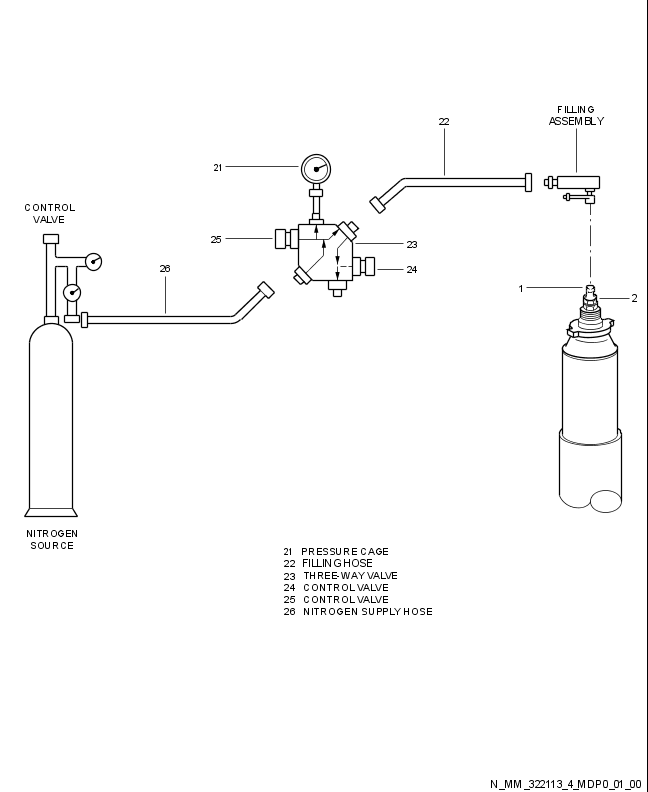 FILLING
ASSEMBLY
22
21
CONTROL
VALVE
25
23
24
26
1
2
NITROGEN
SOURCE
21 PRESSURE CAGE
22 FILLING HOSE
23 THREE-WAY VALVE
24 CONTROL VALVE
25 CONTROL VALVE
26 NITROGEN SUPPLY HOSE
N_MM_322113_4_MDP0_01_00